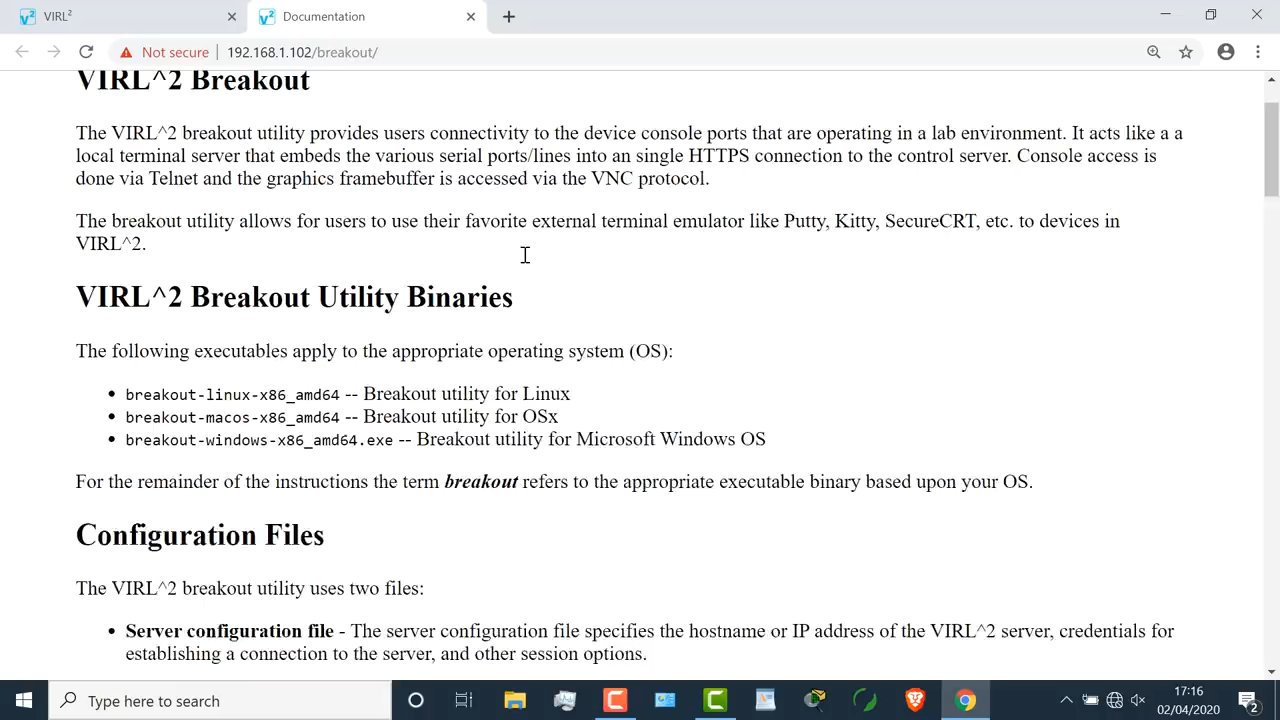 VIRL²
Documentation
Not secure
192.168.1.102/breakout/
VIRL^2 Breakout
The VIRL^2 breakout utility provides users connectivity to the device console ports that are operating in a lab environment. It acts like a a
local terminal server that embeds the various serial ports/lines into an single HTTPS connection to the control server. Console access is
done via Telnet and the graphics framebuffer is accessed via the VNC protocol.
The breakout utility allows for users to use their favorite external terminal emulator like Putty, Kitty, SecureCRT, etc. to devices in
VIRL^2.
VIRL^2 Breakout Utility Binaries
The following executables apply to the appropriate operating system (OS):
• breakout-linux-x86_amd64 -- Breakout utility for Linux
• breakout-macos-x86_amd64 -- Breakout utility for OSx
• breakout-windows-x86_amd64.exe -- Breakout utility for Microsoft Windows OS
For the remainder of the instructions the term breakout refers to the appropriate executable binary based upon your OS.
Configuration Files
The VIRL^2 breakout utility uses two files:
• Server configuration file - The server configuration file specifies the hostname or IP address of the VIRL^2 server, credentials for
establishing a connection to the server, and other session options.
Type here to search
17:16
02/04/2020
2